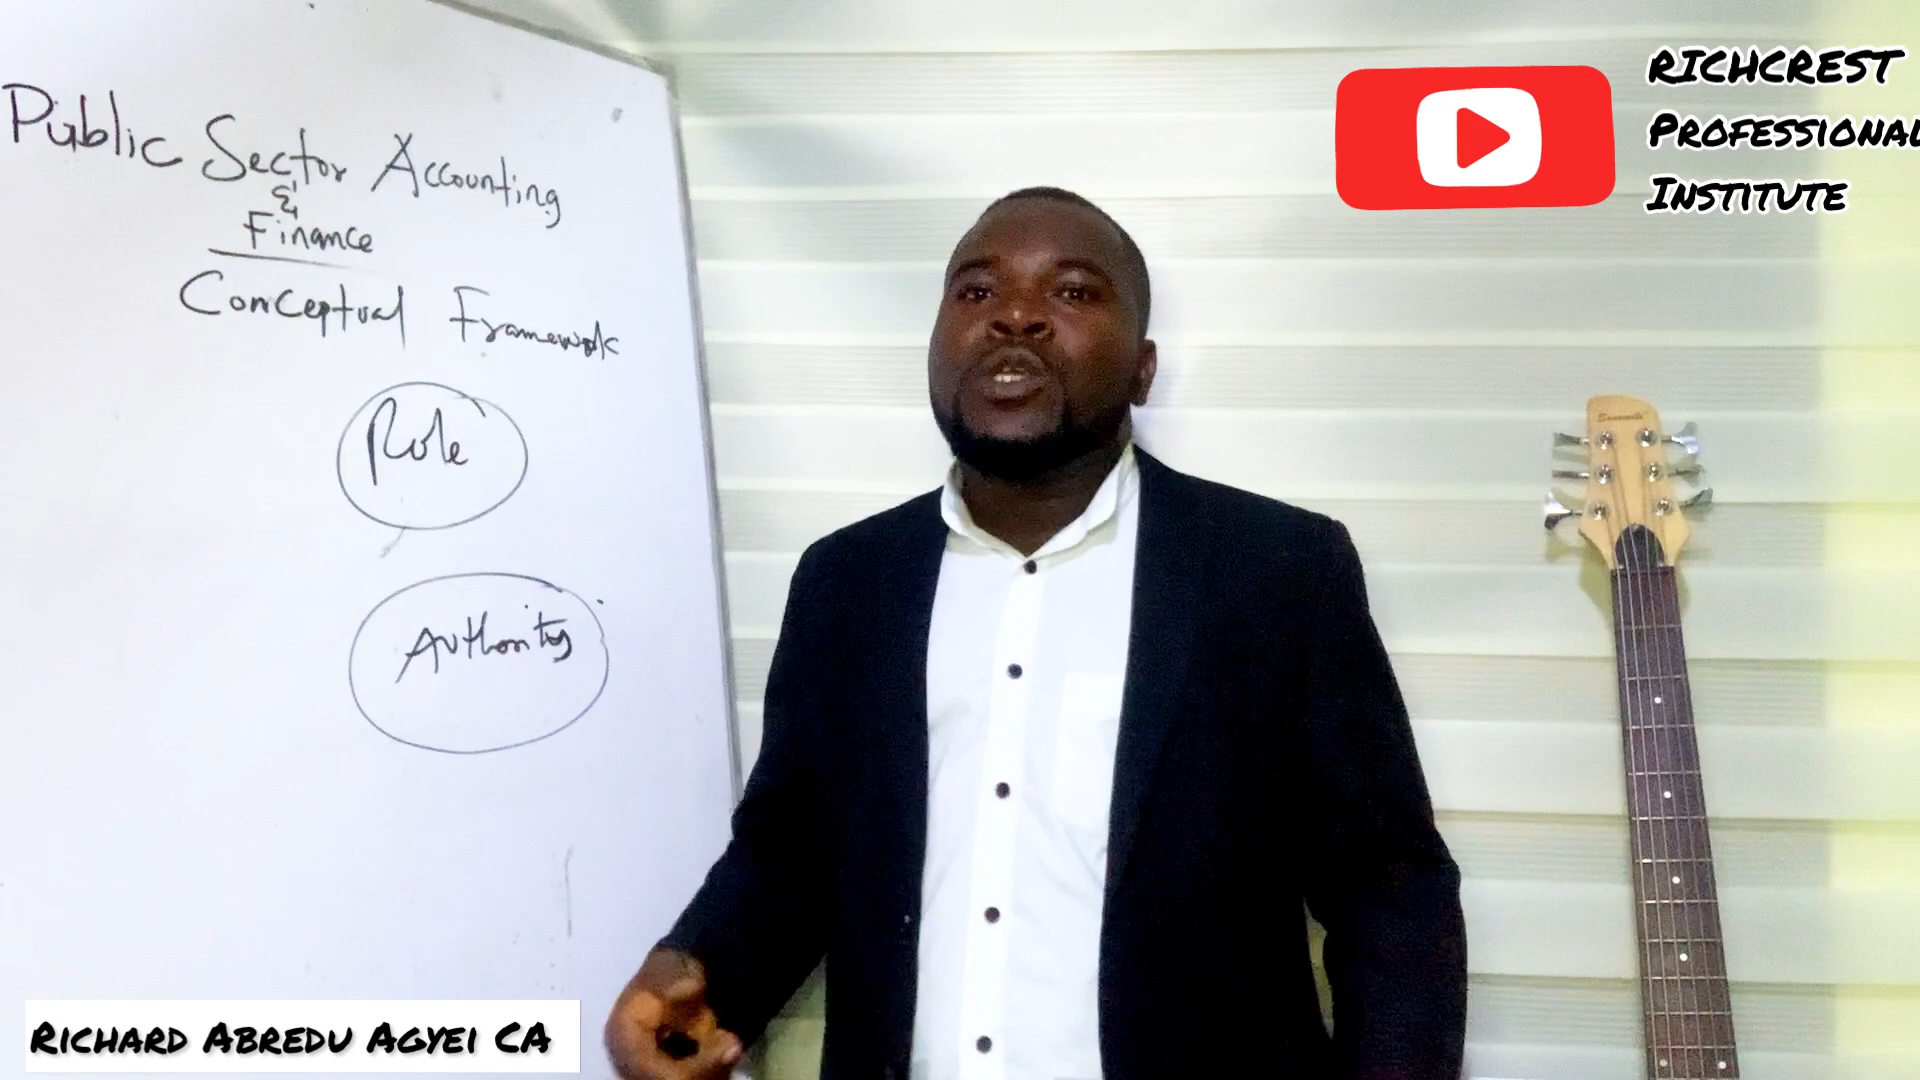 Public Sector Accounting
&
Finance
Conceptual Framework
Role
Authority
RICHCREST
PROFESSIONAL
INSTITUTE
RICHARD ABREDU AGYEI CA